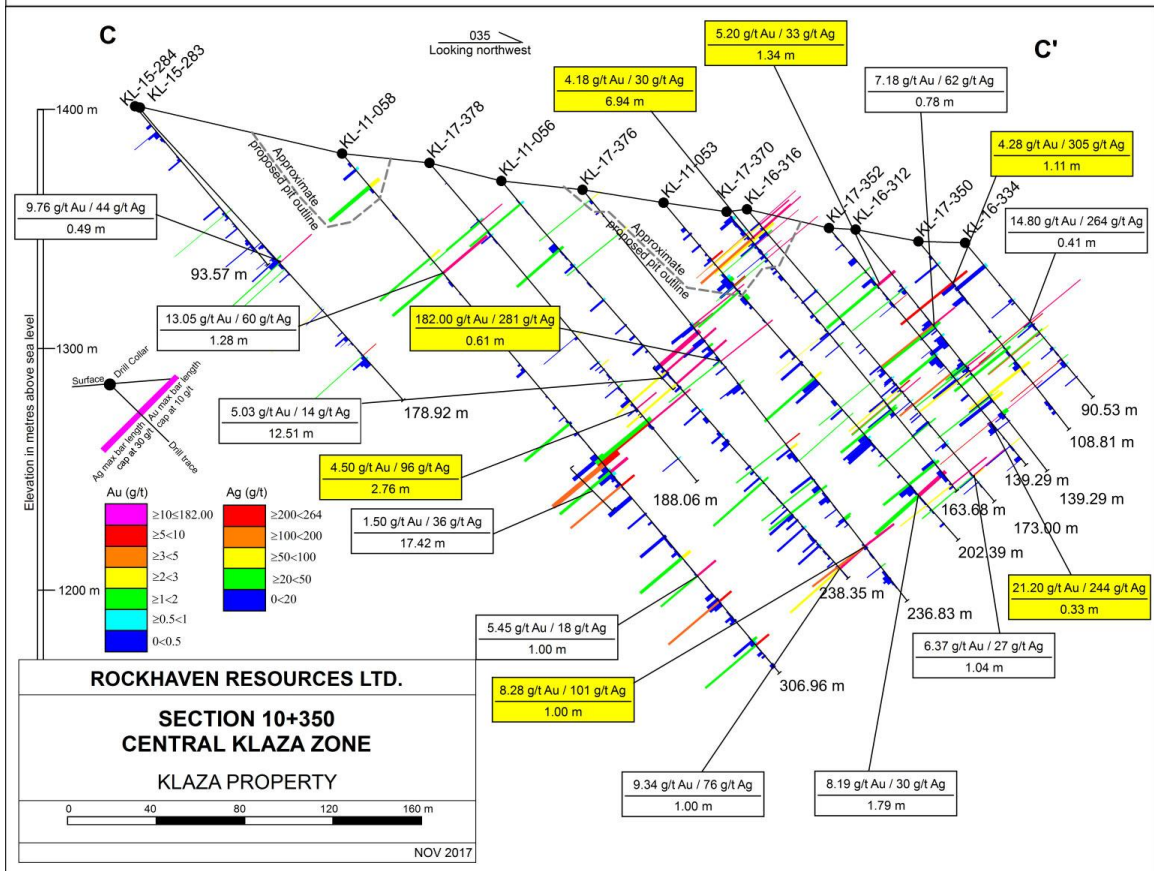 C
035
Looking northwest
C'
KL-15-284
KL-15-283
KL-11-058
KL-17-378
KL-11-056
KL-17-376
KL-11-053
KL-17-370
KL-16-316
KL-17-352
KL-16-312
KL-17-350
KL-16-334
5.20 g/t Au / 33 g/t Ag
1.34 m
4.18 g/t Au / 30 g/t Ag
6.94 m
7.18 g/t Au / 62 g/t Ag
0.78 m
4.28 g/t Au / 305 g/t Ag
1.11 m
14.80 g/t Au / 264 g/t Ag
0.41 m
9.76 g/t Au / 44 g/t Ag
0.49 m
13.05 g/t Au / 60 g/t Ag
1.28 m
182.00 g/t Au / 281 g/t Ag
0.61 m
5.03 g/t Au / 14 g/t Ag
12.51 m
4.50 g/t Au / 96 g/t Ag
2.76 m
1.50 g/t Au / 36 g/t Ag
17.42 m
5.45 g/t Au / 18 g/t Ag
1.00 m
8.28 g/t Au / 101 g/t Ag
1.00 m
9.34 g/t Au / 76 g/t Ag
1.00 m
8.19 g/t Au / 30 g/t Ag
1.79 m
6.37 g/t Au / 27 g/t Ag
1.04 m
21.20 g/t Au / 244 g/t Ag
0.33 m
Approximate
proposed pit outline
Approximate
proposed pit outline
93.57 m
178.92 m
188.06 m
306.96 m
238.35 m
236.83 m
202.39 m
163.68 m
173.00 m
139.29 m
139.29 m
108.81 m
90.53 m
1400 m
1300 m
1200 m
Elevation in metres above sea level
Surface
Drill Collar
Au max bar length
cap at 10 g/t
Ag max bar length
cap at 30 g/t
Drill trace
Au (g/t)
≥10≤182.00
≥5<10
≥3<5
≥2<3
≥1<2
≥0.5<1
0<0.5
Ag (g/t)
≥200<264
≥100<200
≥50<100
≥20<50
0<20
ROCKHAVEN RESOURCES LTD.
SECTION 10+350
CENTRAL KLAZA ZONE
KLAZA PROPERTY
0 40 80 120 160 m
NOV 2017